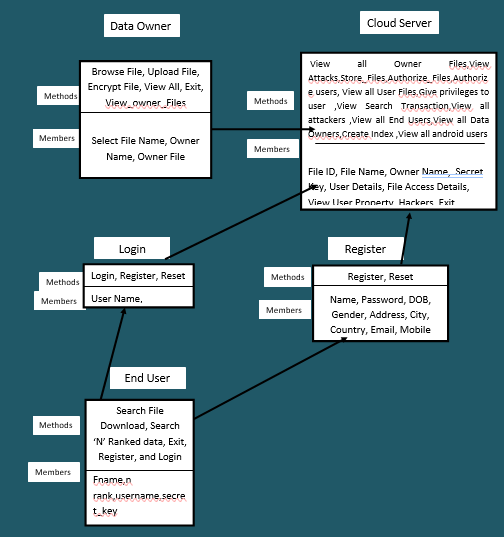 Data Owner
Cloud Server
Methods
Browse File, Upload File,
Encrypt File, View All, Exit,
View_owner_Files
Members
Select File Name, Owner
Name, Owner File
Methods
View all Owner Files,View
Attacks,Store_Files,Authorize_Files,Authoriz
e_users, View all User Files,Give privileges to
user ,View Search Transaction,View all
attackers ,View all End Users,View all Data
Owners,Create Index ,View all android users
Members
File ID, File Name, Owner Name, Secret
Key, User Details, File Access Details,
View User Property, Hackers, Exit
Login
Methods
Login, Register, Reset
Members
User Name,
Register
Methods
Register, Reset
Members
Name, Password, DOB,
Gender, Address, City,
Country, Email, Mobile
End User
Methods
Search File
Download, Search
‘N’ Ranked data, Exit,
Register, and Login
Members
Fname,n
rank,username,secre
t_key